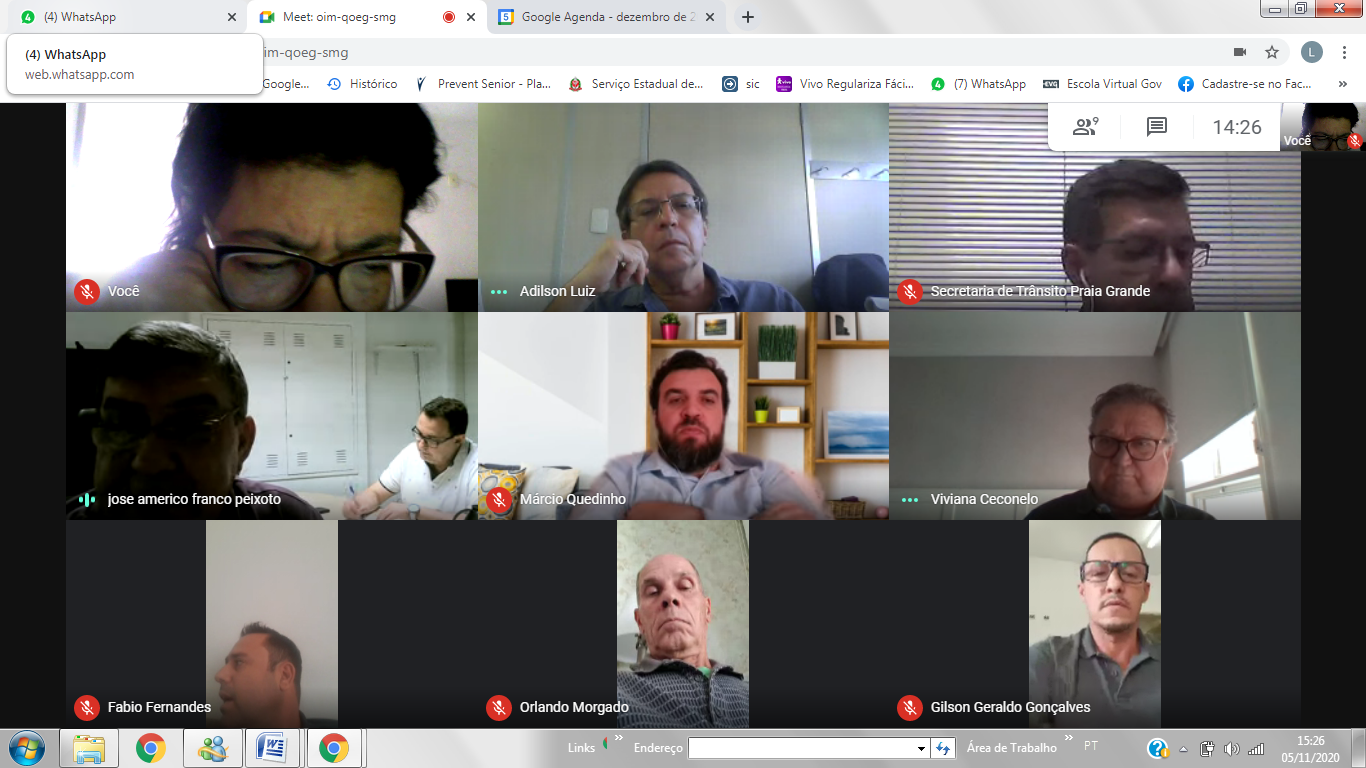 (4) WhatsApp
Meet: oim-qoeg-smg
Google Agenda - dezembro de 2
(4) WhatsApp
web.whatsapp.com
im-qoeg-smg
L
Google...
Histórico
Prevent Senior - Pla...
Serviço Estadual de...
sic
Vivo Regulariza Fáci...
(7) WhatsApp
EVG
Escola Virtual Gov
Cadastre-se no Fac...
»
9
14:26
Você
Você
Adilson Luiz
Secretaria de Trânsito Praia Grande
jose americo franco peixoto
Márcio Quedinho
Viviana Ceconelo
Fabio Fernandes
Orlando Morgado
Gilson Geraldo Gonçalves
Links
»
Endereço
Área de Trabalho
»
PT
15:26
05/11/2020